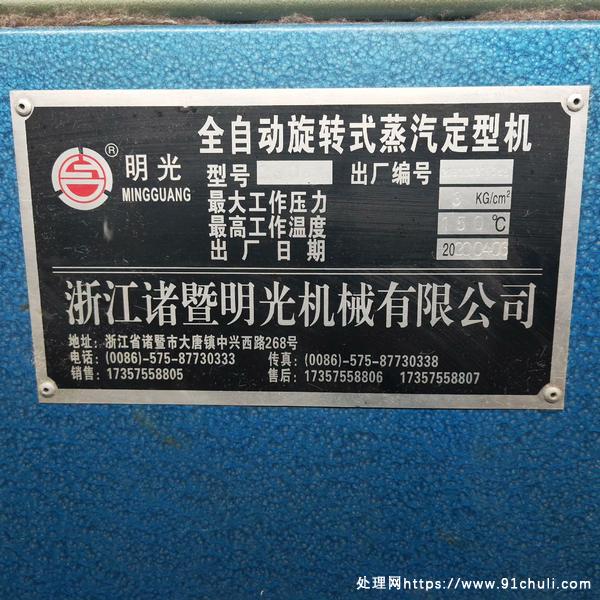 全自动旋转式蒸汽定型机
® 明光
MINGGUANG
型号 出厂编号
最大工作压力 3 KG/cm²
最高工作温度 150 ℃
出厂日期 20200406
浙江诸暨明光机械有限公司
地址：浙江省诸暨市大唐镇中兴西路268号
电话：(0086)-575-87730333 传真：(0086)-575-87730338
销售：17357558805 售后：17357558806 17357558807
处理网https://www.91chuli.com